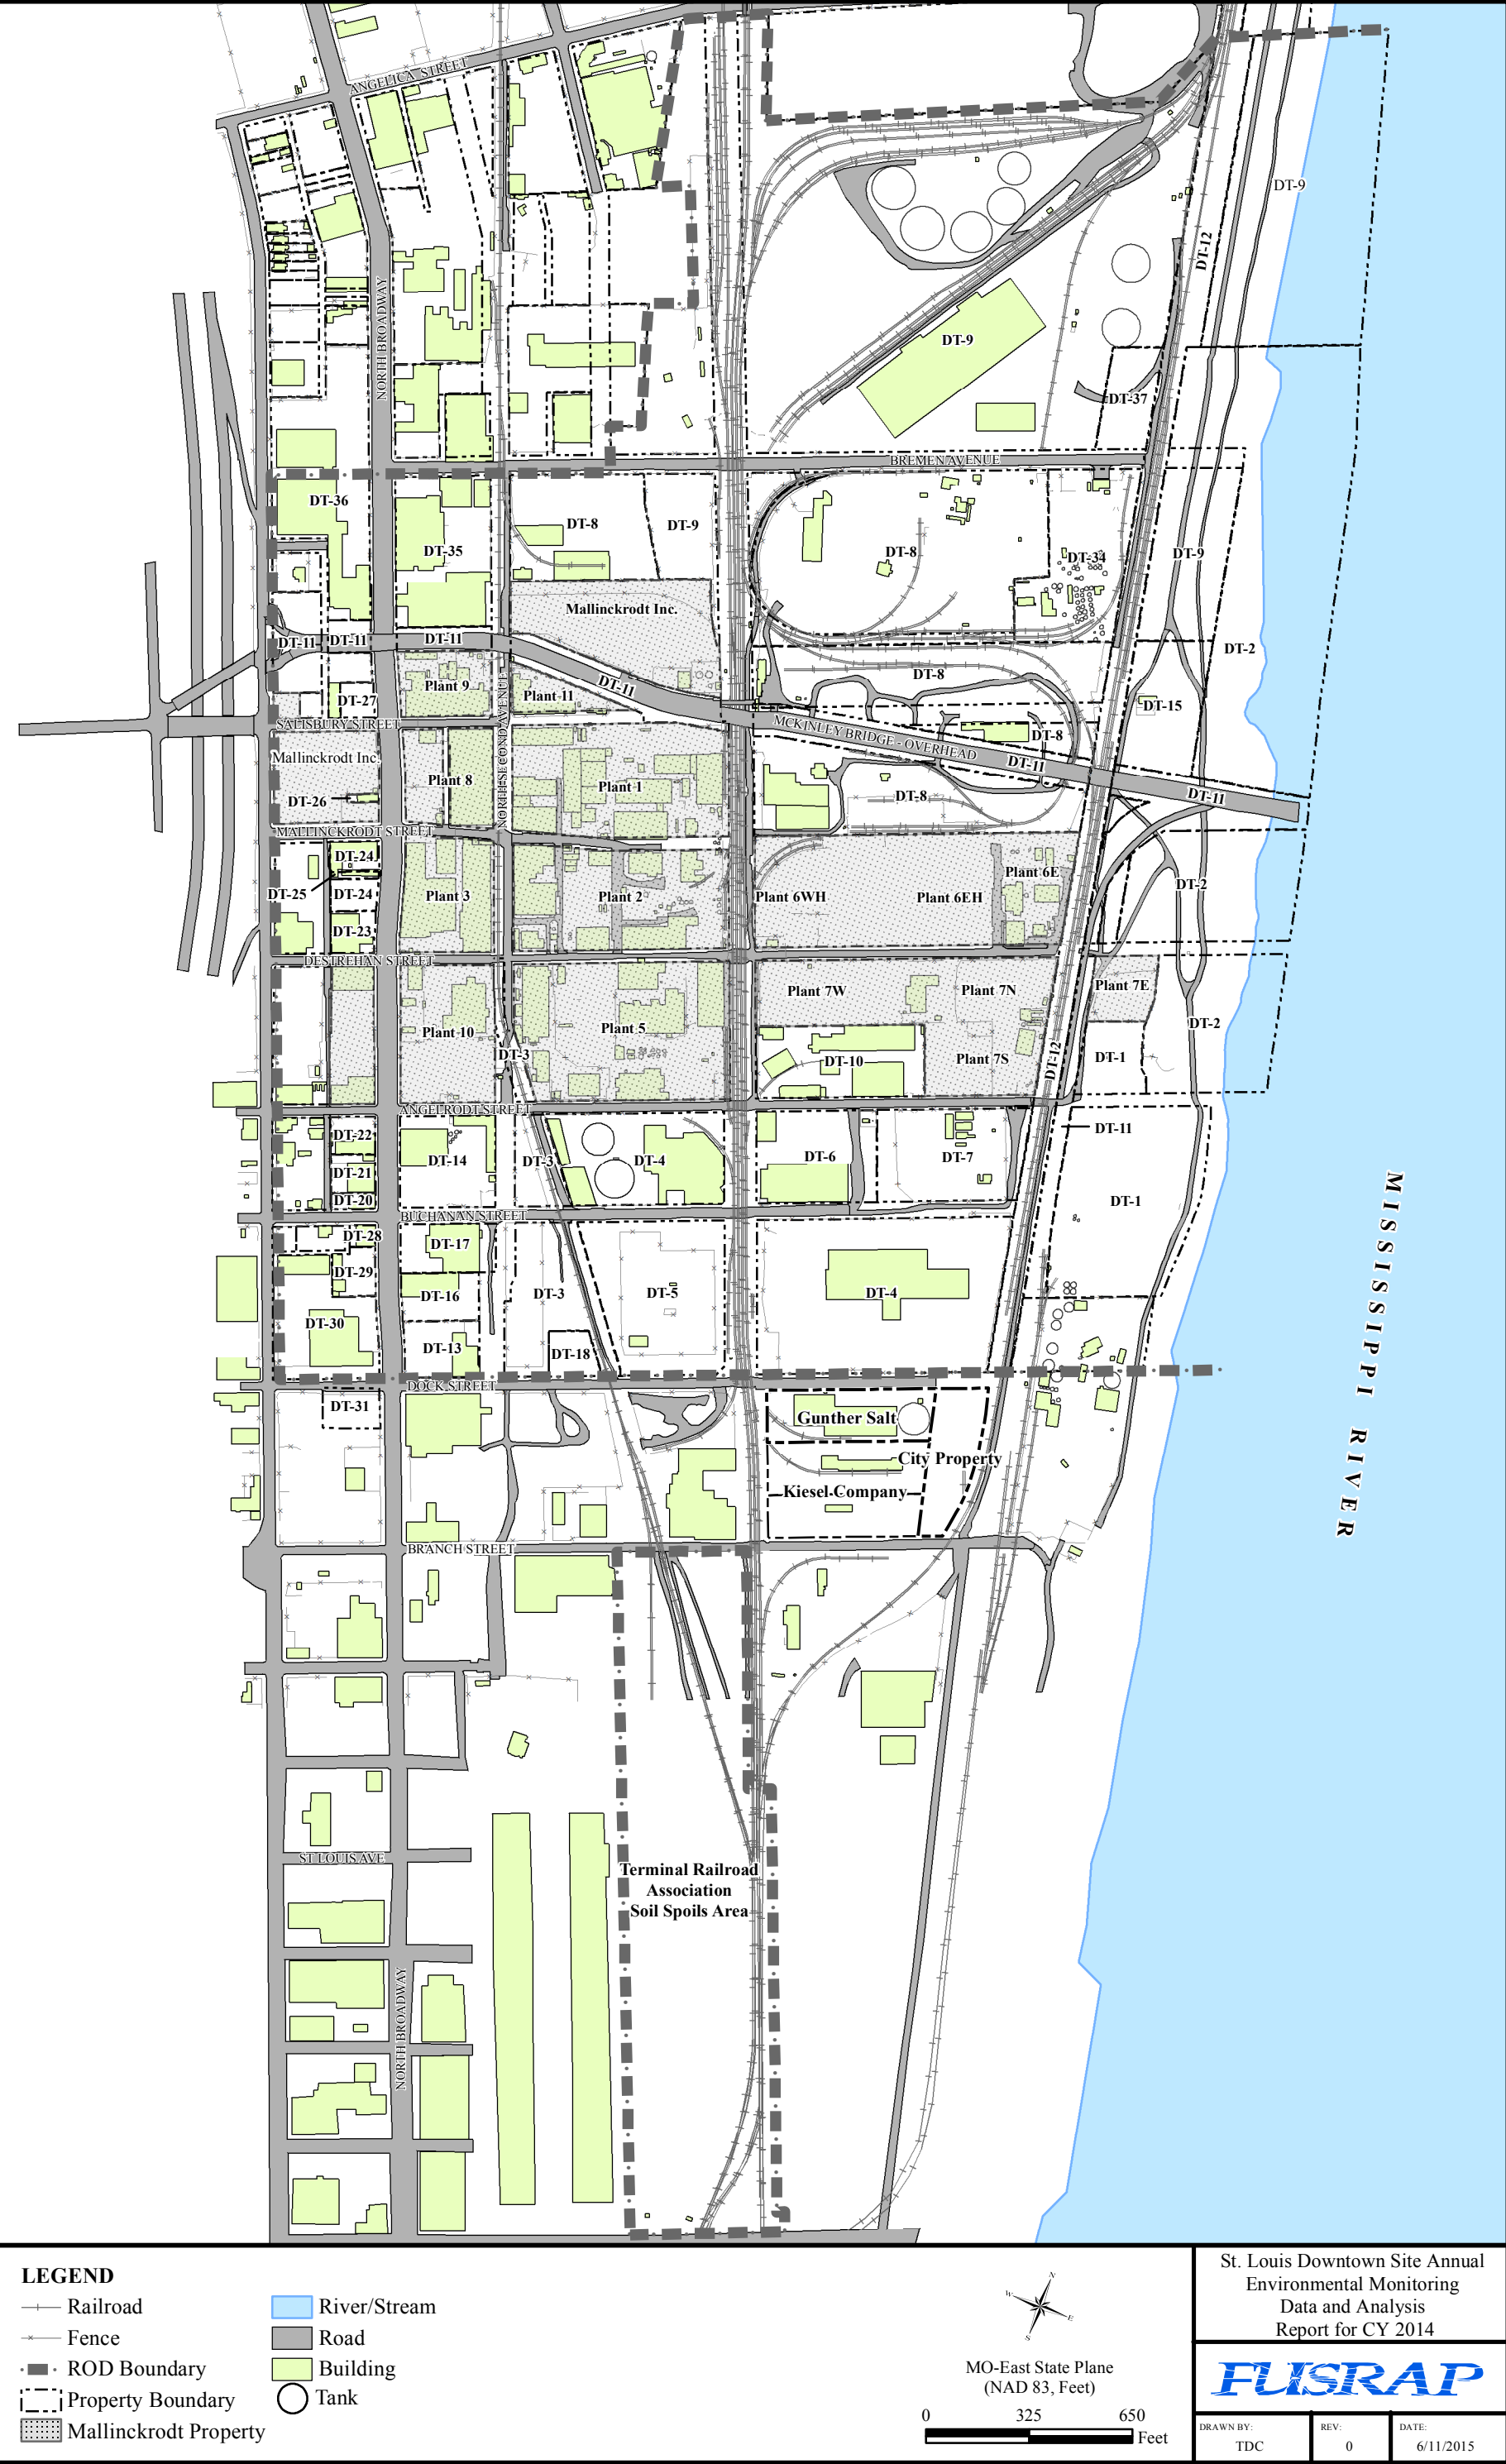 ANGELICA STREET
DT-9
DT-12
NORTH BROADWAY
DT-9
DT-37
BREMEN AVENUE
DT-36
DT-35
DT-8
DT-9
DT-8
DT-34
DT-9
Mallinckrodt Inc.
DT-11
DT-11
DT-11
DT-2
DT-8
Plant 9
Plant 11
DT-11
DT-27
DT-15
SALISBURY STREET
MCKINLEY BRIDGE - OVERHEAD
DT-8
Mallinckrodt Inc.
DT-11
Plant 8
NORTH SECOND AVENUE
Plant 1
DT-8
DT-11
DT-26
MALLINCKRODT STREET
DT-24
DT-25
DT-24
Plant 3
Plant 2
Plant 6WH
Plant 6EH
Plant 6E
DT-2
DT-23
DESTREHAN STREET
Plant 7W
Plant 7N
Plant 7E
Plant 10
Plant 5
DT-2
DT-3
DT-10
Plant 7S
DT-12
DT-1
ANGELRODT STREET
DT-22
DT-11
DT-14
DT-3
DT-4
DT-6
DT-7
DT-21
DT-20
DT-1
BUCHANAN STREET
DT-28
DT-17
DT-29
DT-16
DT-3
DT-5
DT-4
DT-30
DT-13
DT-18
MISSISSIPPI RIVER
DOCK STREET
DT-31
Gunther Salt
City Property
Kiesel Company
BRANCH STREET
ST LOUIS AVE
Terminal Railroad
Association
Soil Spoils Area
NORTH BROADWAY
LEGEND
Railroad
Fence
ROD Boundary
Property Boundary
Mallinckrodt Property
River/Stream
Road
Building
Tank
N
W
E
S
MO-East State Plane
(NAD 83, Feet)
0 325 650
Feet
St. Louis Downtown Site Annual
Environmental Monitoring
Data and Analysis
Report for CY 2014
FUSRAP
DRAWN BY:
TDC
REV:
0
DATE:
6/11/2015